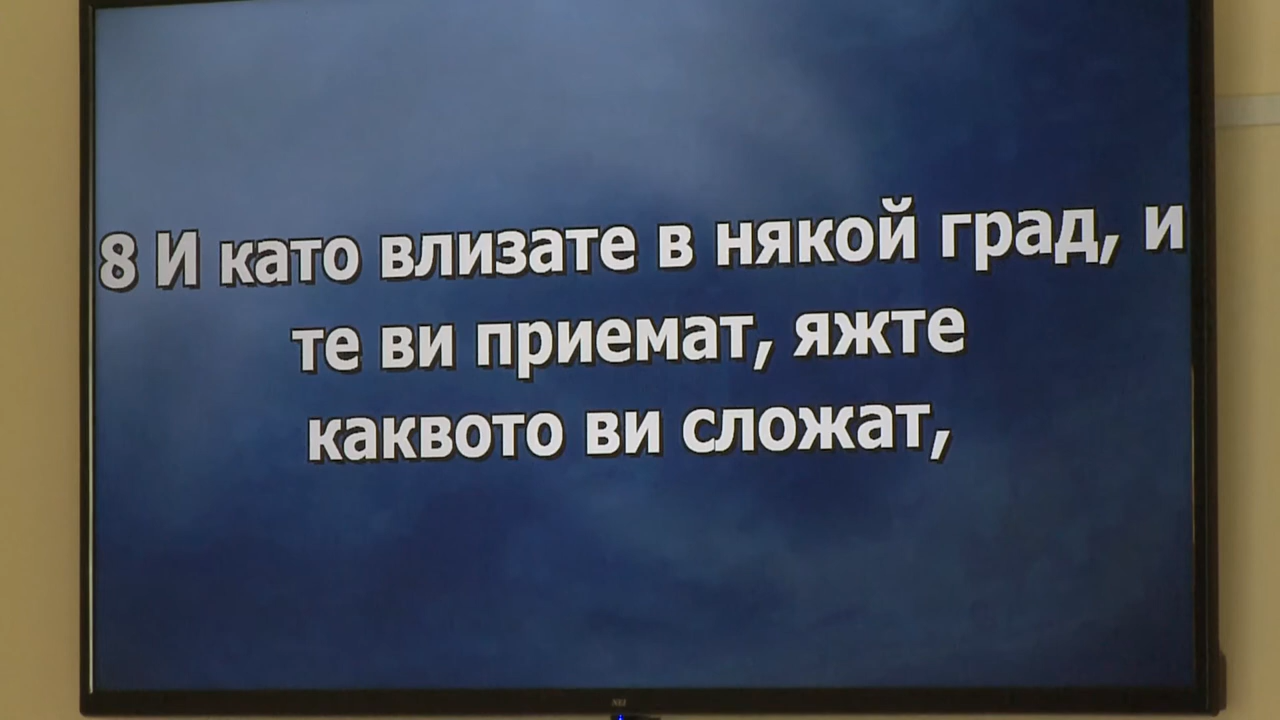 8 И като влизате в някой град, и
те ви приемат, яжте
каквото ви сложат,